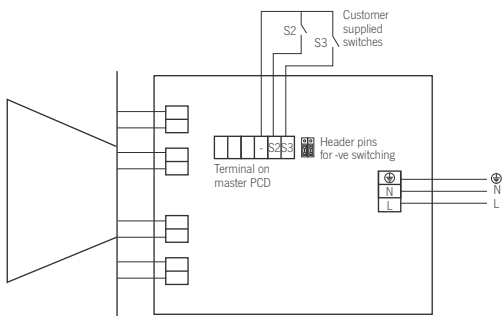 Customer
supplied
switches
S2
S3
- S2 S3
Header pins
for -ve switching
Terminal on
master PCD
N
L
N
L